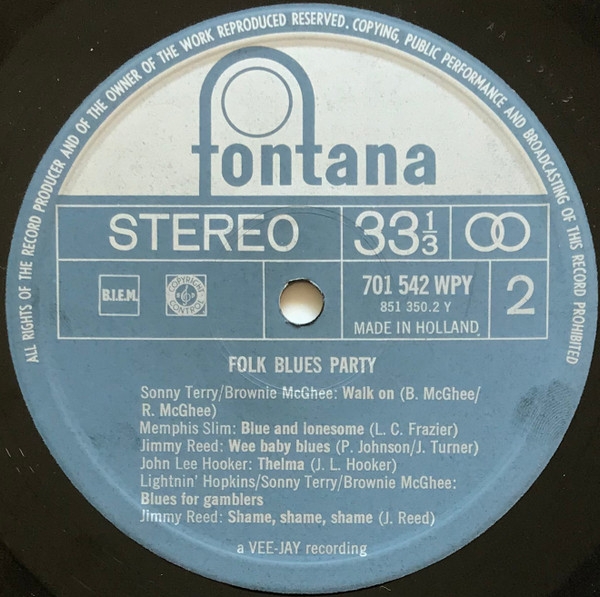 ALL RIGHTS OF THE RECORD PRODUCER AND OF THE OWNER OF THE WORK REPRODUCED RESERVED. COPYING, PUBLIC PERFORMANCE AND BROADCASTING OF THIS RECORD PROHIBITED
fontana
STEREO 33 1/3
B.I.E.M. COPYRIGHT CONTROL 701 542 WPY 2
851 350.2 Y
MADE IN HOLLAND
FOLK BLUES PARTY
Sonny Terry/Brownie McGhee: Walk on (B. McGhee/
R. McGhee)
Memphis Slim: Blue and lonesome (L. C. Frazier)
Jimmy Reed: Wee baby blues (P. Johnson/J. Turner)
John Lee Hooker: Thelma (J. L. Hooker)
Lightnin' Hopkins/Sonny Terry/Brownie McGhee:
Blues for gamblers
Jimmy Reed: Shame, shame, shame (J. Reed)
a VEE-JAY recording